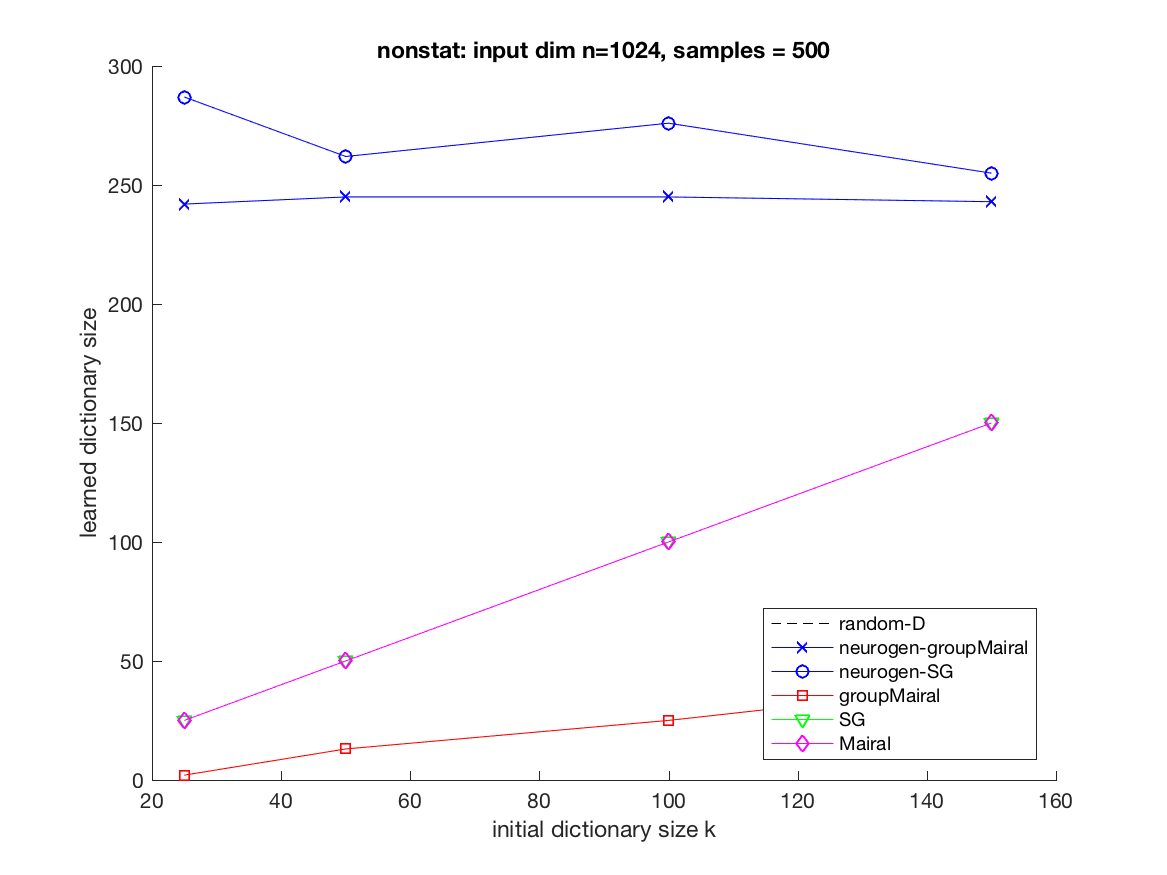 nonstat: input dim n=1024, samples = 500
300
250
200
150
100
50
0
learned dictionary size
20
40
60
80
100
120
140
160
initial dictionary size k
random-D
neurogen-groupMairal
neurogen-SG
groupMairal
SG
Mairal